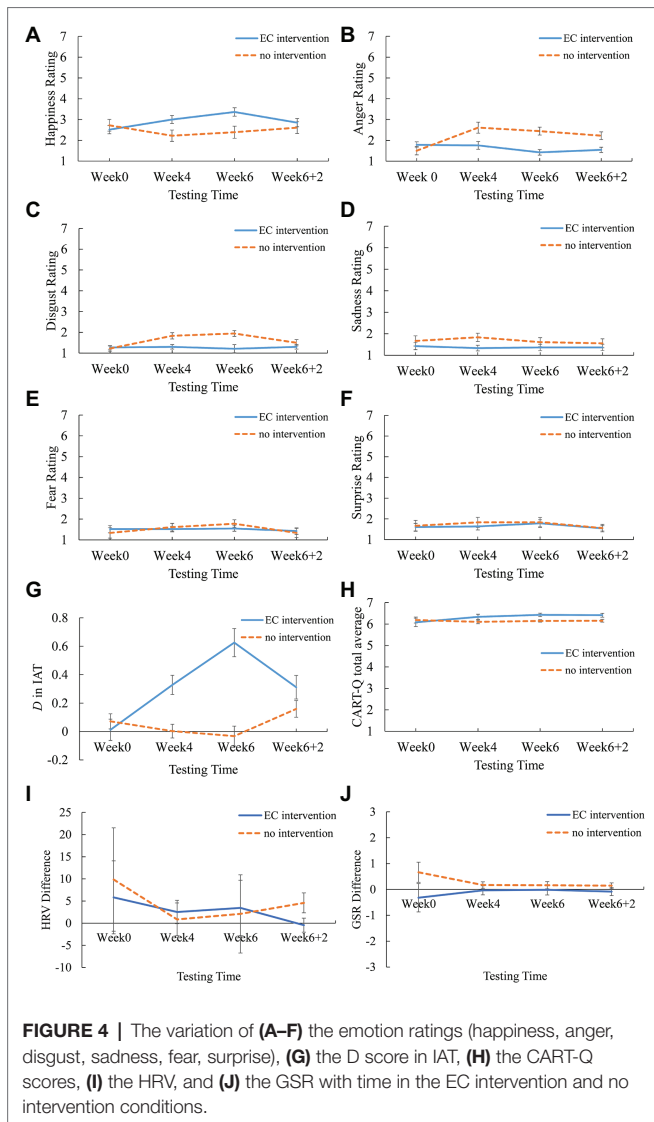 A
7
6
5
4
3
2
1
Happiness Rating
EC intervention
no intervention
Week0 Week4 Week6 Week6+2
Testing Time
B
7
6
5
4
3
2
1
Anger Rating
EC intervention
no intervention
Week 0 Week4 Week6 Week6+2
Testing Time
C
7
6
5
4
3
2
1
Disgust Rating
EC intervention
no intervention
Week0 Week4 Week6 Week6+2
Testing Time
D
7
6
5
4
3
2
1
Sadness Rating
EC intervention
no intervention
Week0 Week4 Week6 Week6+2
Testing Time
E
7
6
5
4
3
2
1
Fear Rating
EC intervention
no intervention
Week0 Week4 Week6 Week6+2
Testing Time
F
7
6
5
4
3
2
1
Surprise Rating
EC intervention
no intervention
Week0 Week4 Week6 Week6+2
Testing Time
G
0.8
0.6
0.4
0.2
0
-0.2
D in IAT
EC intervention
no intervention
Week0 Week4 Week6 Week6+2
Testing Time
H
7
6
5
4
3
2
1
CART-Q total average
EC intervention
no intervention
Week0 Week4 Week6 Week6+2
Testing Time
I
25
20
15
10
5
0
-5
-10
HRV Difference
EC intervention
no intervention
Week0 Week4 Week6 Week6+2
Testing Time
J
3
2
1
0
-1
-2
-3
GSR Difference
EC intervention
no intervention
Week0 Week4 Week6 Week6+2
Testing Time
FIGURE 4 | The variation of (A–F) the emotion ratings (happiness, anger,
disgust, sadness, fear, surprise), (G) the D score in IAT, (H) the CART-Q
scores, (I) the HRV, and (J) the GSR with time in the EC intervention and no
intervention conditions.